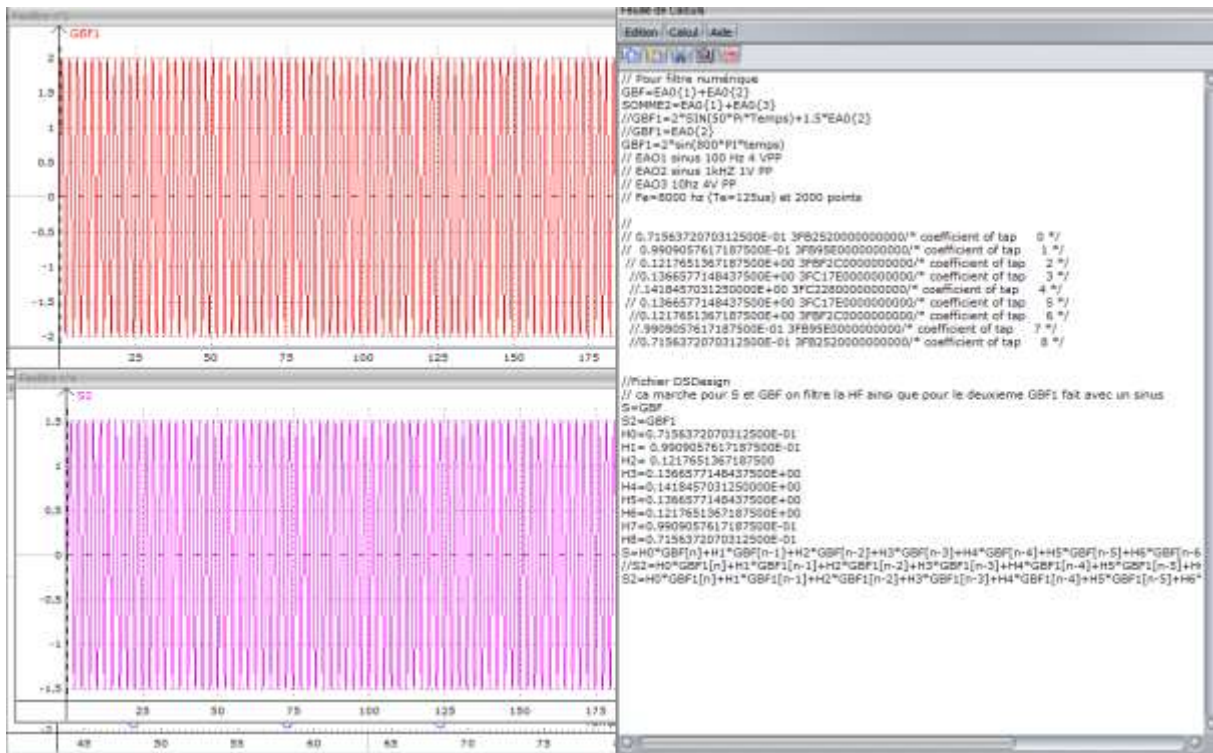 GBF1
2
1.5
1
0.5
0
-0.5
-1
-1.5
-2
25 50 75 100 125 150 175
S2
1.5
1
0.5
0
-0.5
-1
-1.5
25 50 75 100 125 150 175
45 50 55 60 65 70 75
Feuille de Calculs
Edition Calcul Aide
// Pour filtre numérique
GBF=EA0{1}+EA0{2}
SOMME2=EA0{1}+EA0{3}
//GBF1=2*SIN(50*Pi*Temps)+1.5*EA0{2}
//GBF1=EA0{2}
GBF1=2*sin(800*PI*temps)
// EAO1 sinus 100 Hz 4 VPP
// EAO2 sinus 1kHZ 1V PP
// EAO3 10hz 4V PP
// Fe=8000 hz (Te=125us) et 2000 points
//
// 0.7156372070312500E-01 3FB2520000000000/* coefficient of tap 0 */
// 0.9909057617187500E-01 3FB95E0000000000/* coefficient of tap 1 */
// 0.1217651367187500E+00 3FBF2C0000000000/* coefficient of tap 2 */
//0.1366577148437500E+00 3FC17E0000000000/* coefficient of tap 3 */
//.1418457031250000E+00 3FC2280000000000/* coefficient of tap 4 */
// 0.1366577148437500E+00 3FC17E0000000000/* coefficient of tap 5 */
//0.1217651367187500E+00 3FBF2C0000000000/* coefficient of tap 6 */
//.9909057617187500E-01 3FB95E0000000000/* coefficient of tap 7 */
//0.7156372070312500E-01 3FB2520000000000/* coefficient of tap 8 */
//Fichier DSDesign
// ca marche pour S et GBF on filtre la HF ainsi que pour le deuxieme GBF1 fait avec un sinus
S=GBF
S2=GBF1
H0=0.7156372070312500E-01
H1= 0.9909057617187500E-01
H2= 0.1217651367187500
H3=0.1366577148437500E+00
H4=0.1418457031250000E+00
H5=0.1366577148437500E+00
H6=0.1217651367187500E+00
H7=0.9909057617187500E-01
H8=0.7156372070312500E-01
S=H0*GBF[n]+H1*GBF[n-1]+H2*GBF[n-2]+H3*GBF[n-3]+H4*GBF[n-4]+H5*GBF[n-5]+H6*GBF[n-6
//S2=H0*GBF1[n]+H1*GBF1[n-1]+H2*GBF1[n-2]+H3*GBF1[n-3]+H4*GBF1[n-4]+H5*GBF1[n-5]+H
S2=H0*GBF1[n]+H1*GBF1[n-1]+H2*GBF1[n-2]+H3*GBF1[n-3]+H4*GBF1[n-4]+H5*GBF1[n-5]+H6*